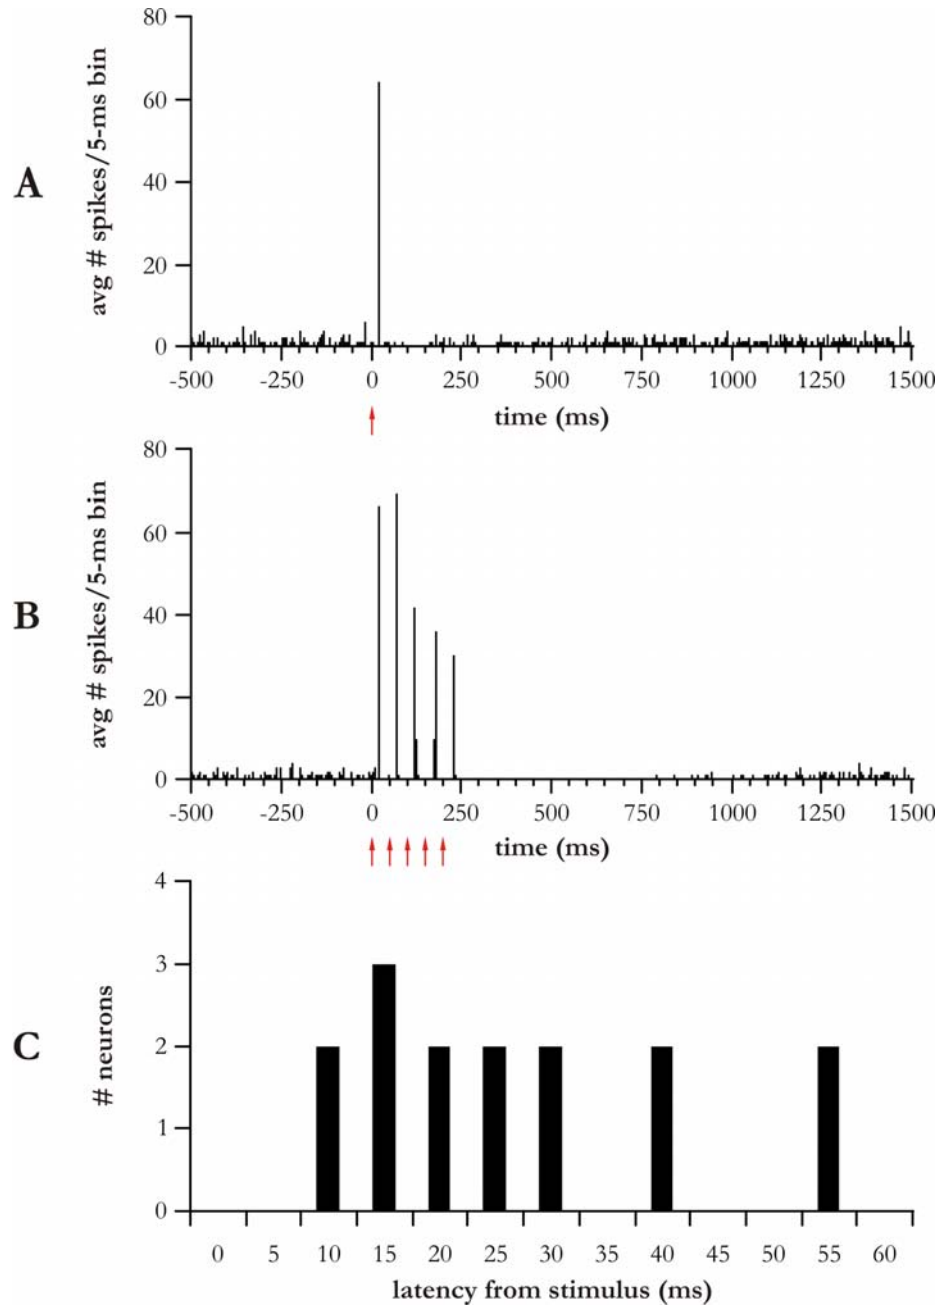 A
avg # spikes/5-ms bin
80
60
40
20
0
-500 -250 0 250 500 750 1000 1250 1500
time (ms)
B
avg # spikes/5-ms bin
80
60
40
20
0
-500 -250 0 250 500 750 1000 1250 1500
time (ms)
C
# neurons
4
3
2
1
0
0 5 10 15 20 25 30 35 40 45 50 55 60
latency from stimulus (ms)